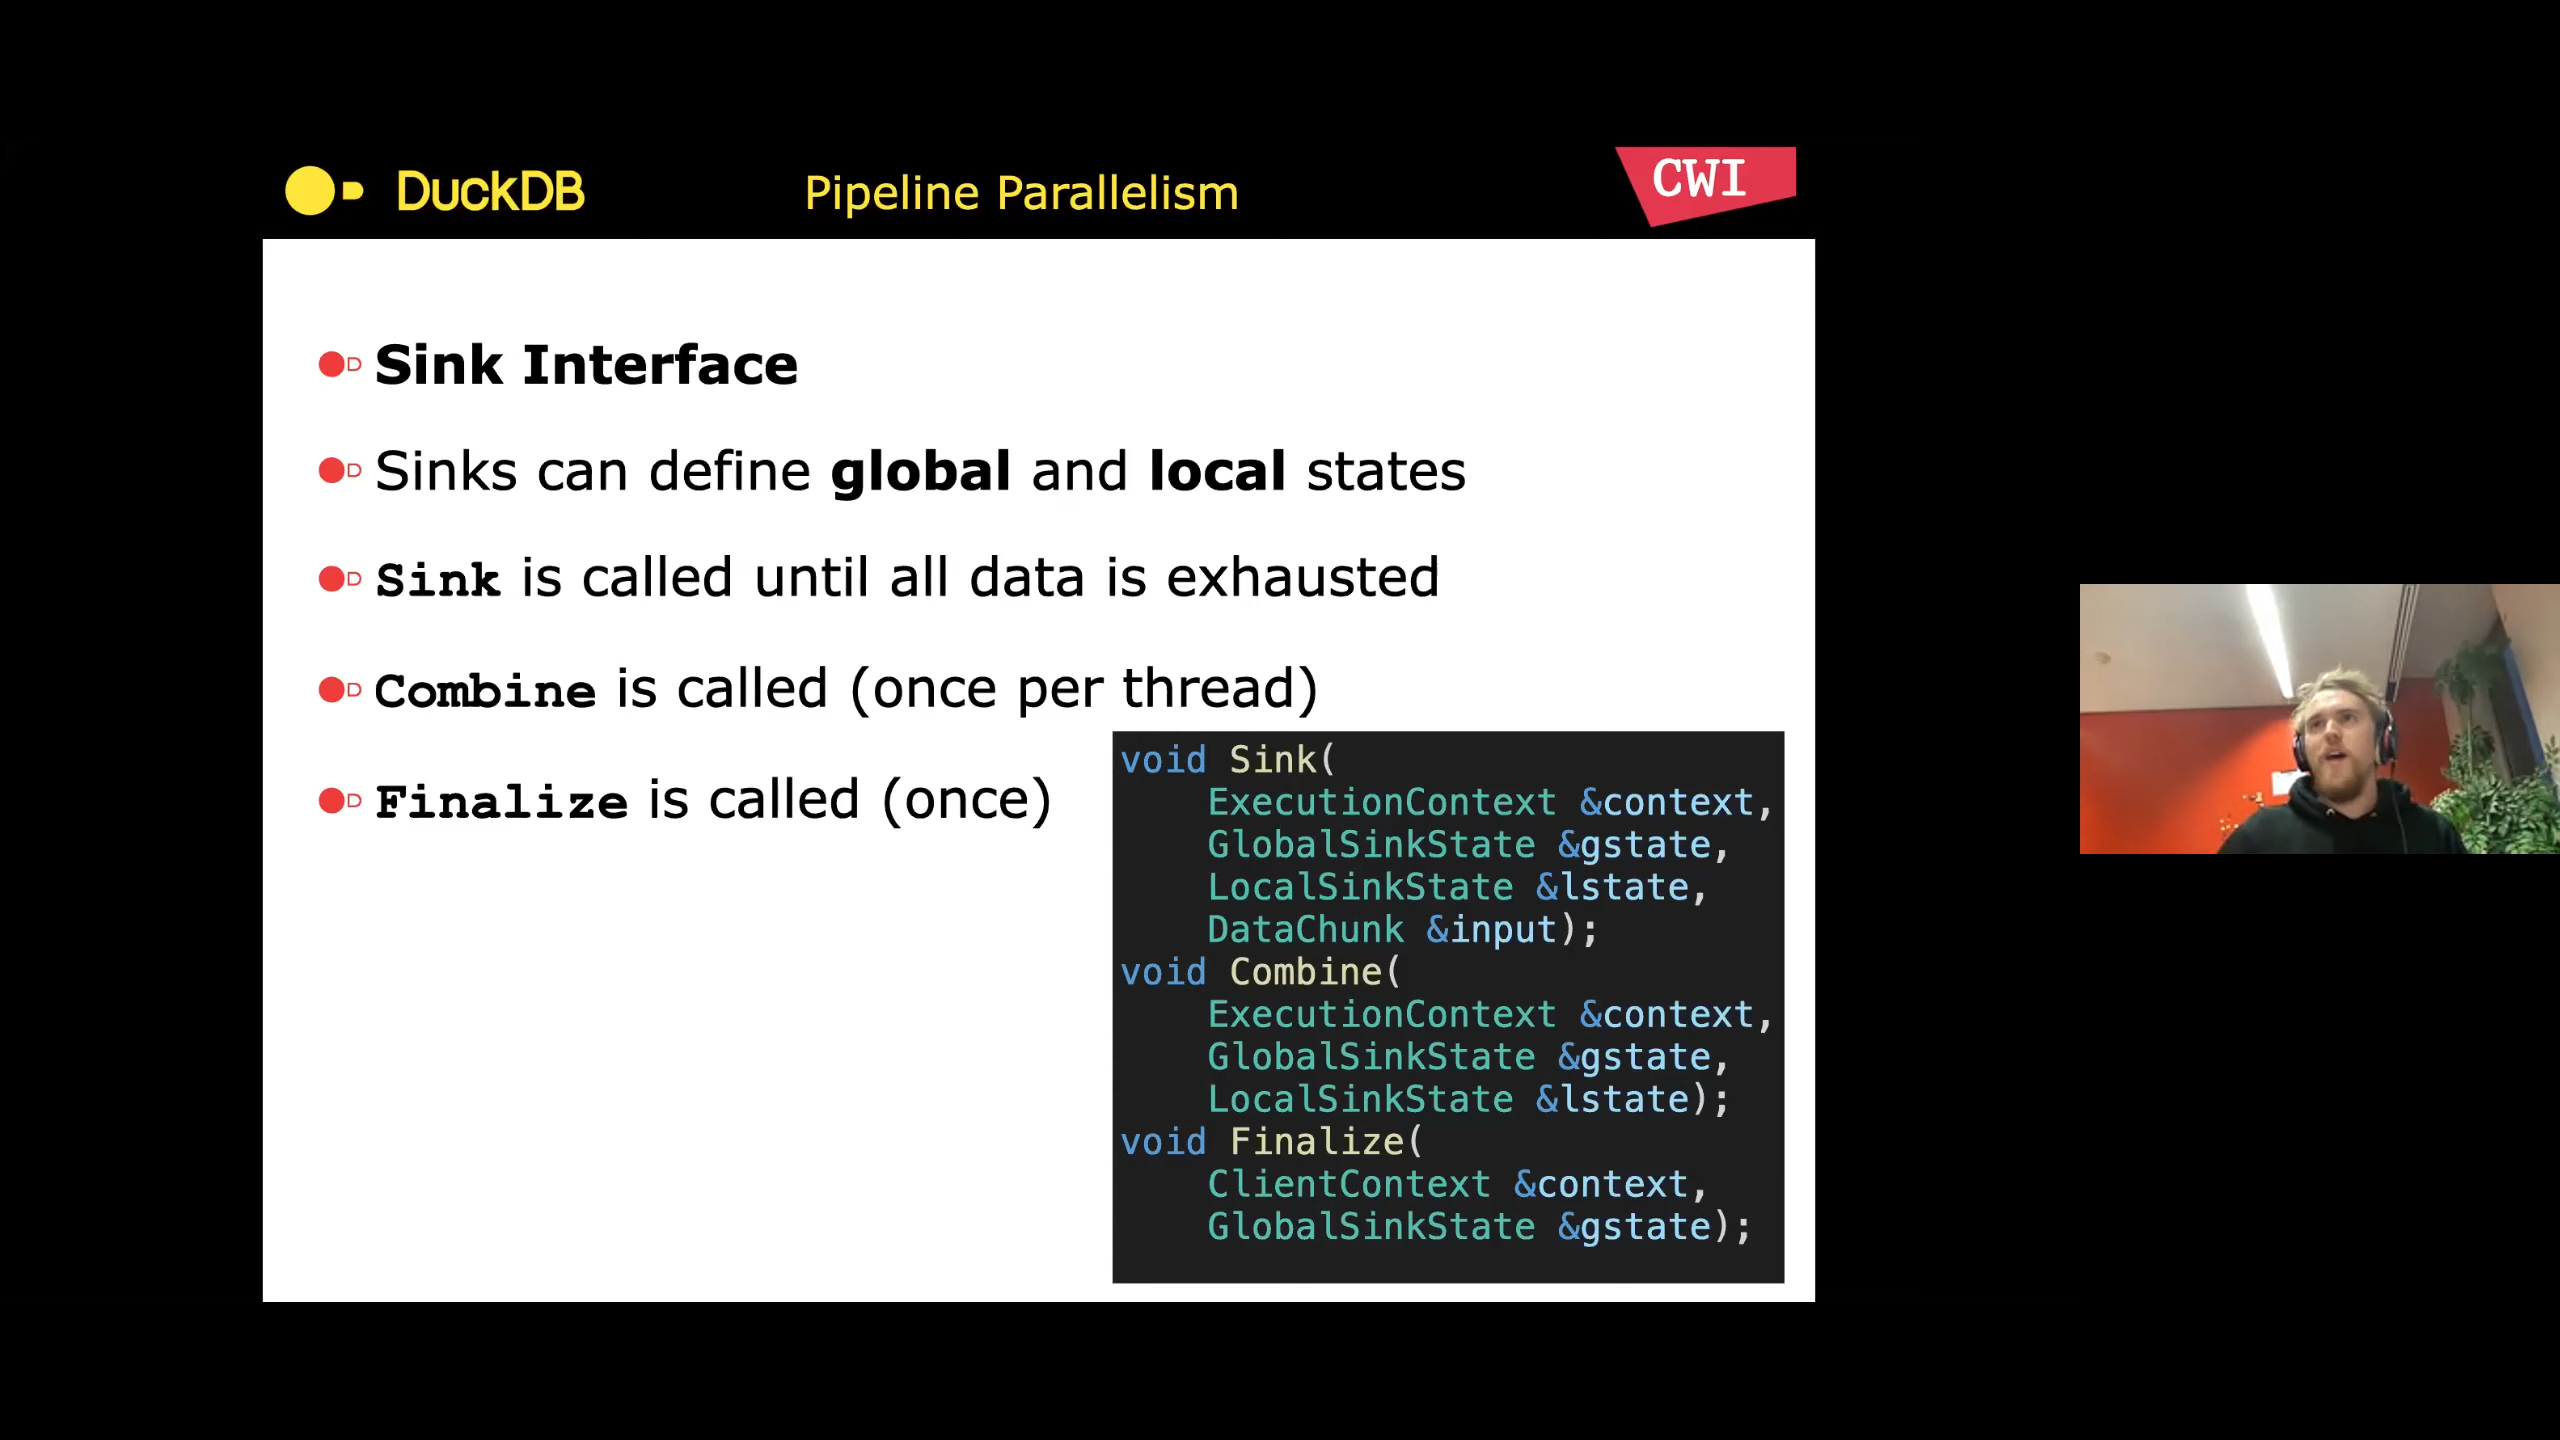 DuckDB
Pipeline Parallelism
CWI
Sink Interface
Sinks can define global and local states
Sink is called until all data is exhausted
Combine is called (once per thread)
Finalize is called (once)
void Sink(
    ExecutionContext &context,
    GlobalSinkState &gstate,
    LocalSinkState &lstate,
    DataChunk &input);
void Combine(
    ExecutionContext &context,
    GlobalSinkState &gstate,
    LocalSinkState &lstate);
void Finalize(
    ClientContext &context,
    GlobalSinkState &gstate);